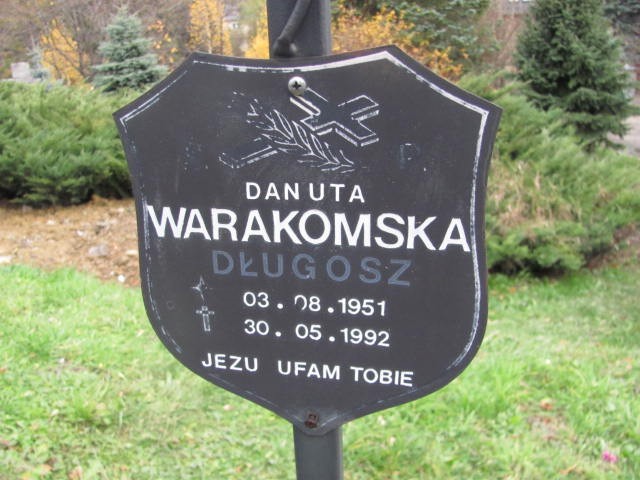 DANUTA
WARAKOMSKA
DŁUGOSZ
03.08.1951
30.05.1992
JEZU UFAM TOBIE